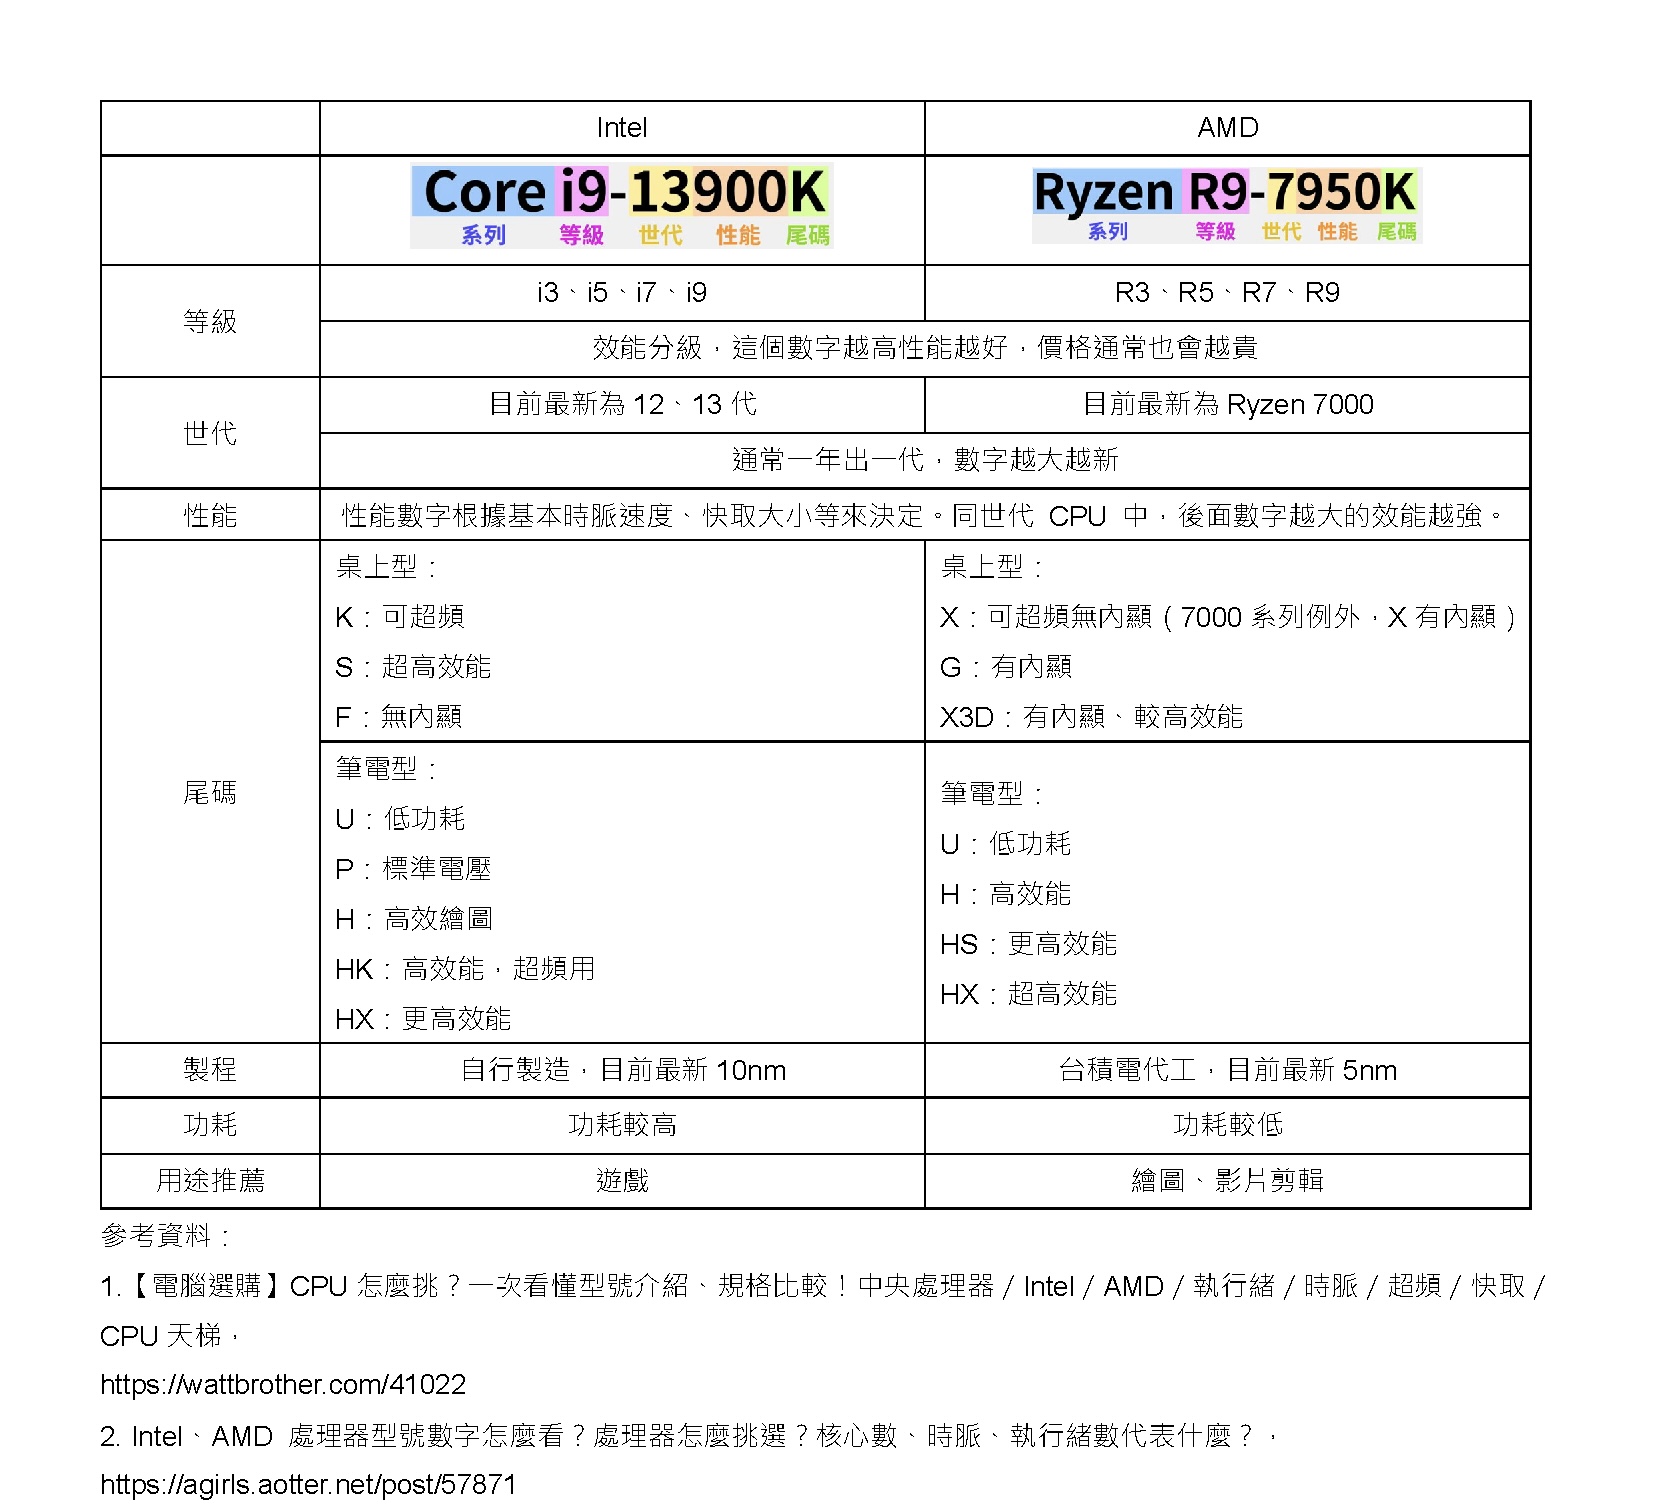 Intel
AMD
Core i9-13900K
系列 等級 世代 性能 尾碼
Ryzen R9-7950K
系列 等級 世代 性能 尾碼
等級
i3、i5、i7、i9
R3、R5、R7、R9
效能分級，這個數字越高性能越好，價格通常也會越貴
世代
目前最新為 12、13 代
目前最新為 Ryzen 7000
通常一年出一代，數字越大越新
性能
性能數字根據基本時脈速度、快取大小等來決定。同世代 CPU 中，後面數字越大的效能越強。
尾碼
桌上型：
K：可超頻
S：超高效能
F：無內顯
桌上型：
X：可超頻無內顯（7000 系列例外，X 有內顯）
G：有內顯
X3D：有內顯、較高效能
筆電型：
U：低功耗
P：標準電壓
H：高效繪圖
HK：高效能，超頻用
HX：更高效能
筆電型：
U：低功耗
H：高效能
HS：更高效能
HX：超高效能
製程
自行製造，目前最新 10nm
台積電代工，目前最新 5nm
功耗
功耗較高
功耗較低
用途推薦
遊戲
繪圖、影片剪輯
參考資料：
1.【電腦選購】CPU 怎麼挑？一次看懂型號介紹、規格比較！中央處理器 / Intel / AMD / 執行緒 / 時脈 / 超頻 / 快取 /
CPU 天梯，
https://wattbrother.com/41022
2. Intel、AMD 處理器型號數字怎麼看？處理器怎麼挑選？核心數、時脈、執行緒數代表什麼？，
https://agirls.aotter.net/post/57871